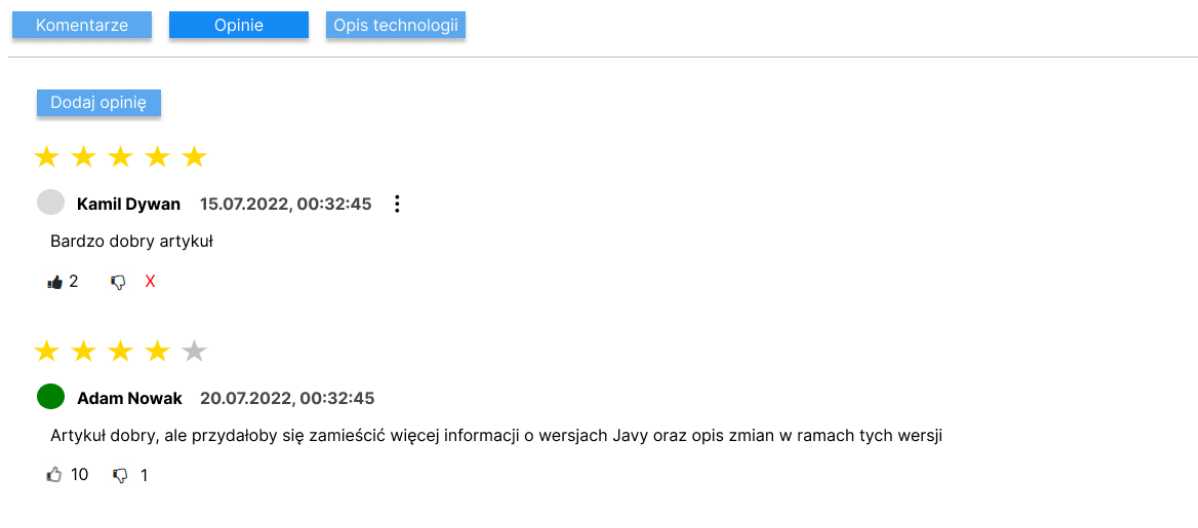 Komentarze Opinie Opis technologii
Dodaj opinię
Kamil Dywan 15.07.2022, 00:32:45
Bardzo dobry artykuł
2 X
Adam Nowak 20.07.2022, 00:32:45
Artykuł dobry, ale przydałoby się zamieścić więcej informacji o wersjach Javy oraz opis zmian w ramach tych wersji
10 1